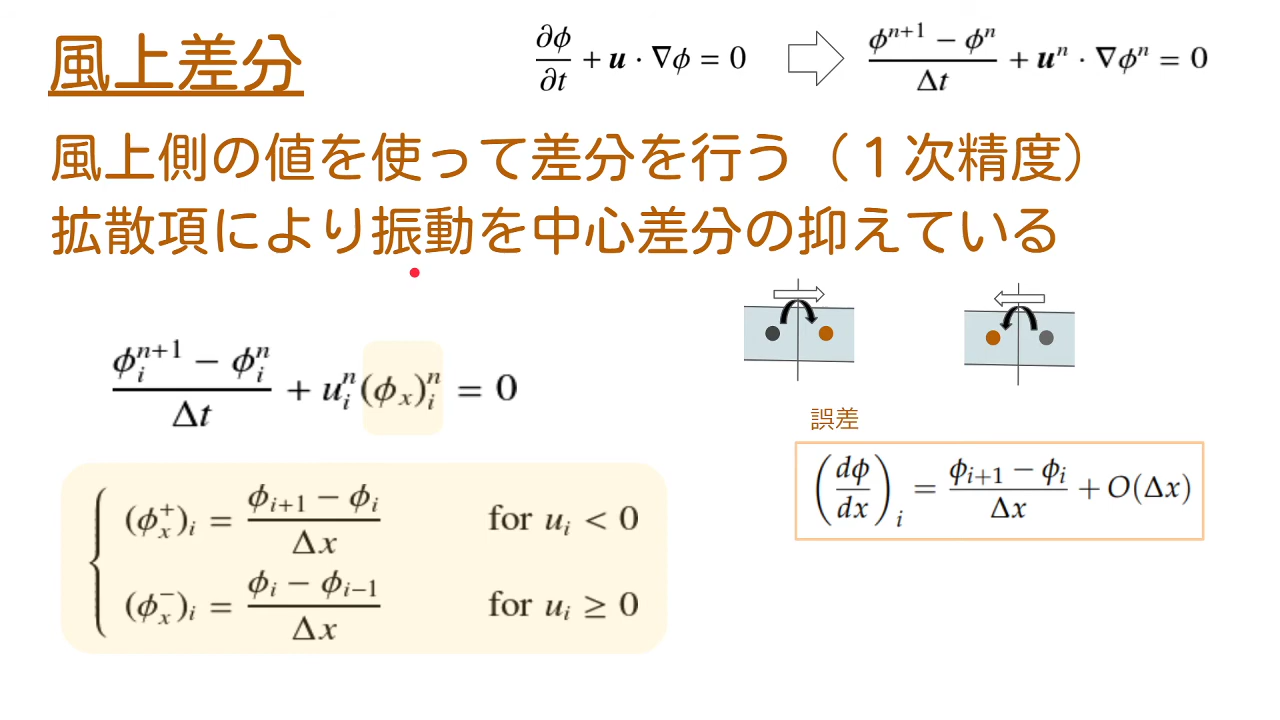 風上差分
∂φ/∂t + u · ∇φ = 0 ⇨ (φ^{n+1} − φ^n)/Δt + u^n · ∇φ^n = 0
風上側の値を使って差分を行う（１次精度）
拡散項により振動を中心差分の抑えている
(φ_i^{n+1} − φ_i^n)/Δt + u_i^n (φ_x)_i^n = 0
誤差
(dφ/dx)_i = (φ_{i+1} − φ_i)/Δx + O(Δx)
(φ_x^+)_i = (φ_{i+1} − φ_i)/Δx for u_i < 0
(φ_x^−)_i = (φ_i − φ_{i−1})/Δx for u_i ≥ 0